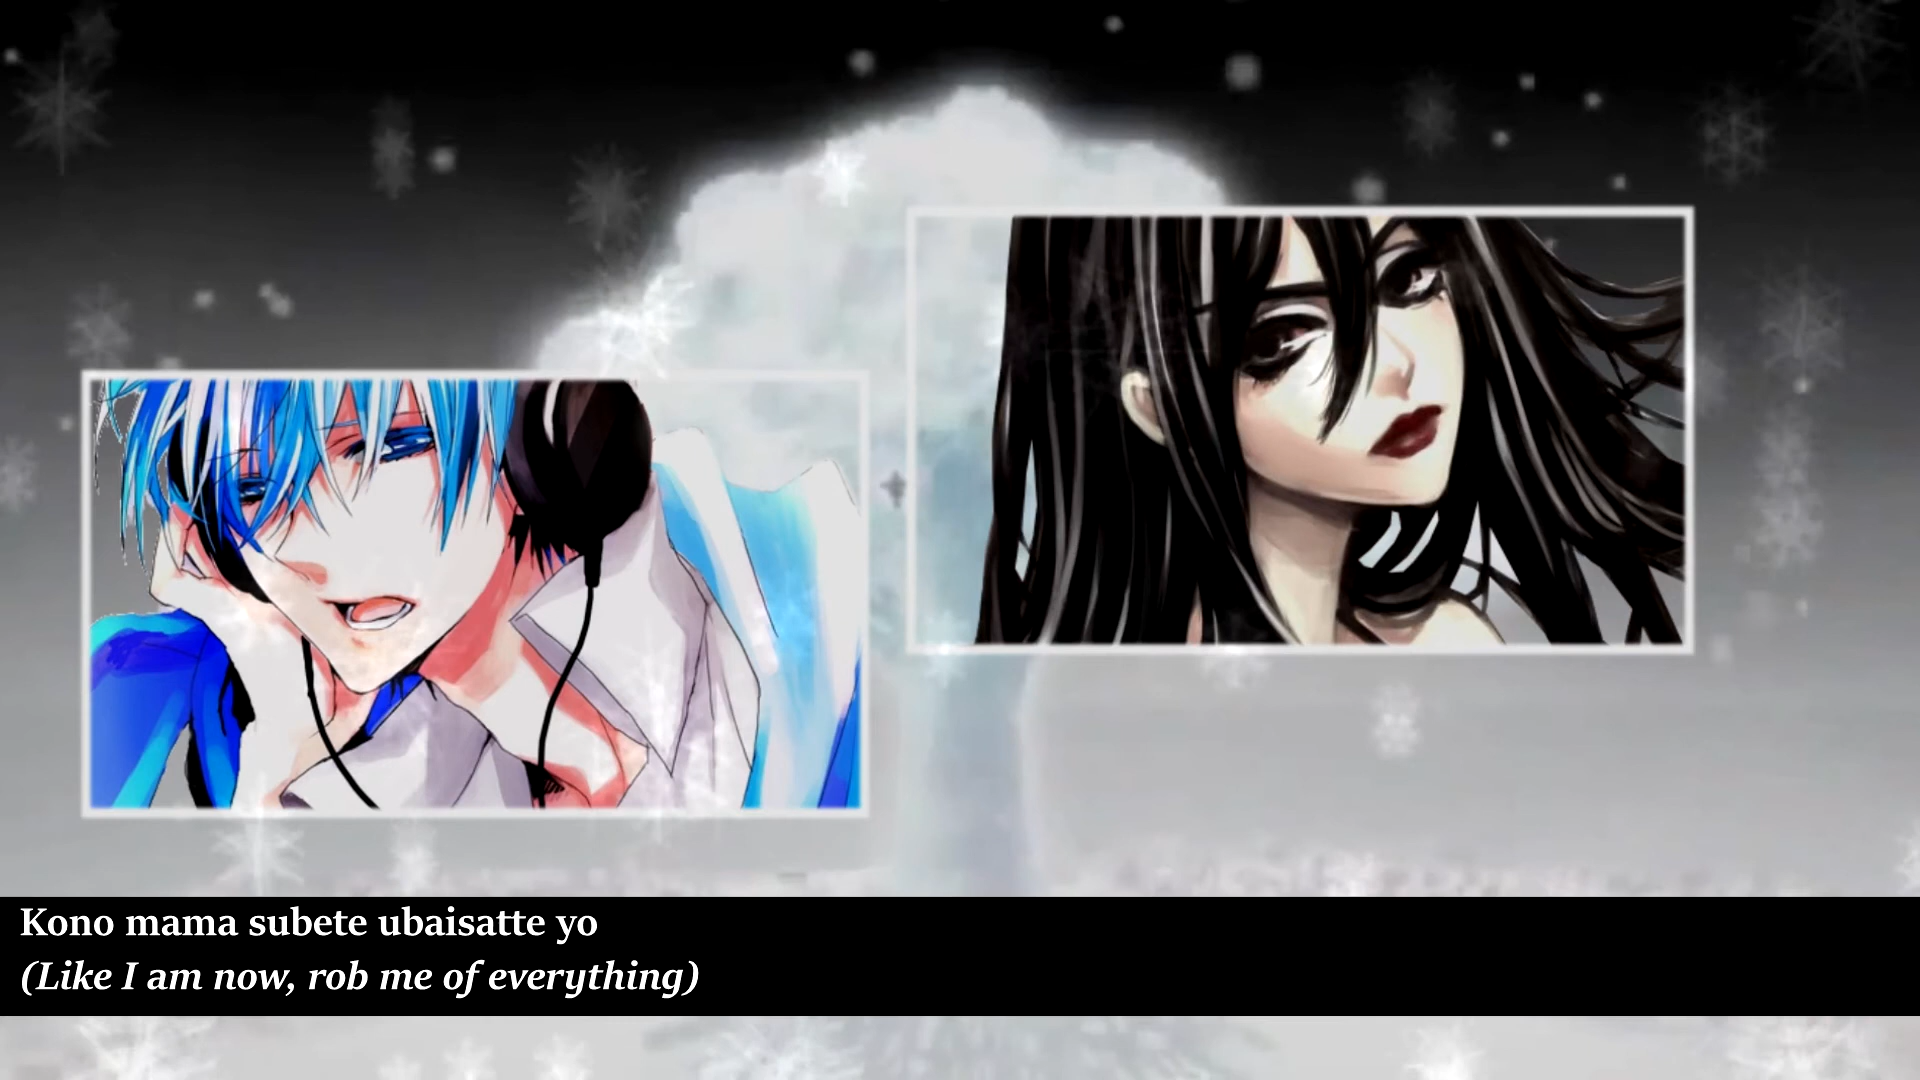 Kono mama subete ubaisatte yo
(Like I am now, rob me of everything)